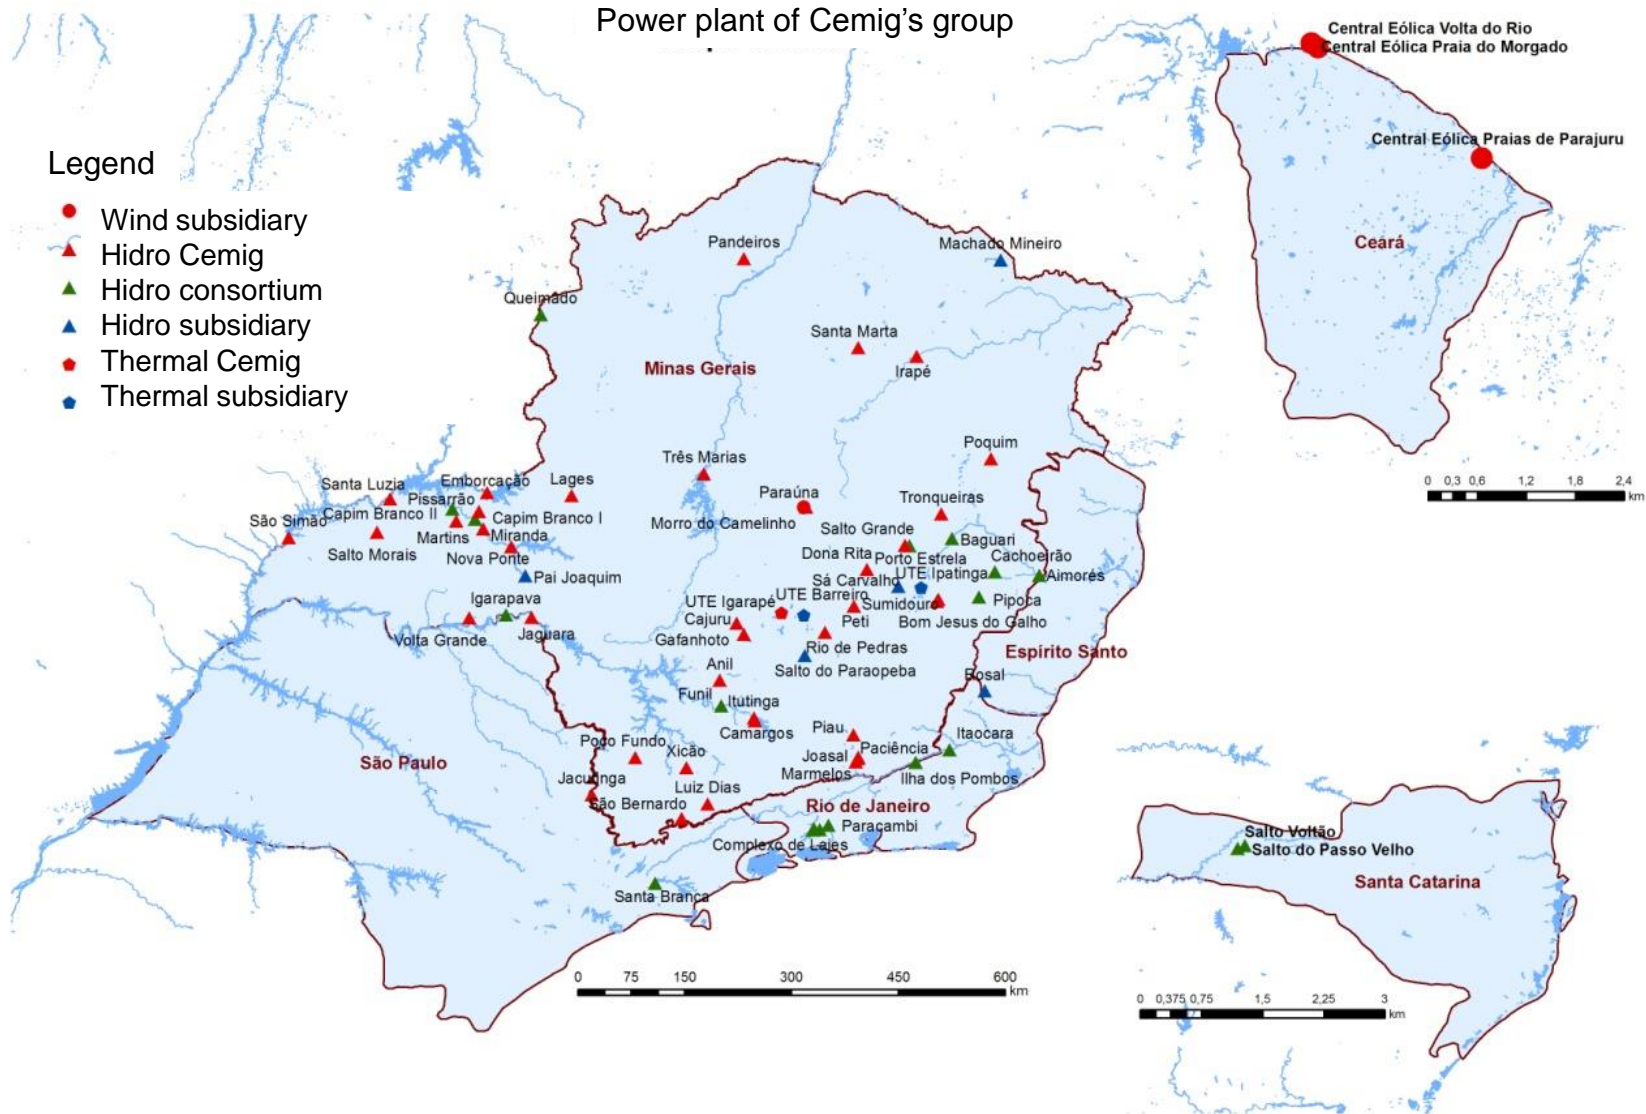 Power plant of Cemig's group
Legend
Wind subsidiary
Hidro Cemig
Hidro consortium
Hidro subsidiary
Thermal Cemig
Thermal subsidiary
Central Eólica Volta do Rio
Central Eólica Praia do Morgado
Central Eólica Praias de Parajuru
Ceará
0 0,3 0,6 1,2 1,8 2,4
km
Pandeiros
Machado Mineiro
Queimado
Santa Marta
Irapé
Minas Gerais
Poquim
Três Marias
Santa Luzia
Emborcação
Lages
Pissarrão
Paraúna
Tronqueiras
São Simão
Capim Branco II
Capim Branco I
Morro do Camelinho
Salto Grande
Salto Morais
Martins
Miranda
Baguari
Nova Ponte
Dona Rita
Porto Estrela
Cachoeirão
Pai Joaquim
Sá Carvalho
UTE Ipatinga
Aimorés
Igarapava
UTE Igarapé
UTE Barreiro
Sumidouro
Pipoca
Volta Grande
Jaguara
Cajuru
Peti
Bom Jesus do Galho
Gafanhoto
Rio de Pedras
Espírito Santo
Anil
Salto do Paraopeba
Rosal
Funil
Itutinga
Camargos
Piau
Itaocara
Poço Fundo
Xicão
Joasal
Paciência
São Paulo
Marmelos
Ilha dos Pombos
Jacutinga
Luiz Dias
São Bernardo
Rio de Janeiro
Paracambi
Complexo de Lajes
Santa Branca
0 75 150 300 450 600
km
Salto Voltão
Salto do Passo Velho
Santa Catarina
0 0,375 0,75 1,5 2,25 3
km